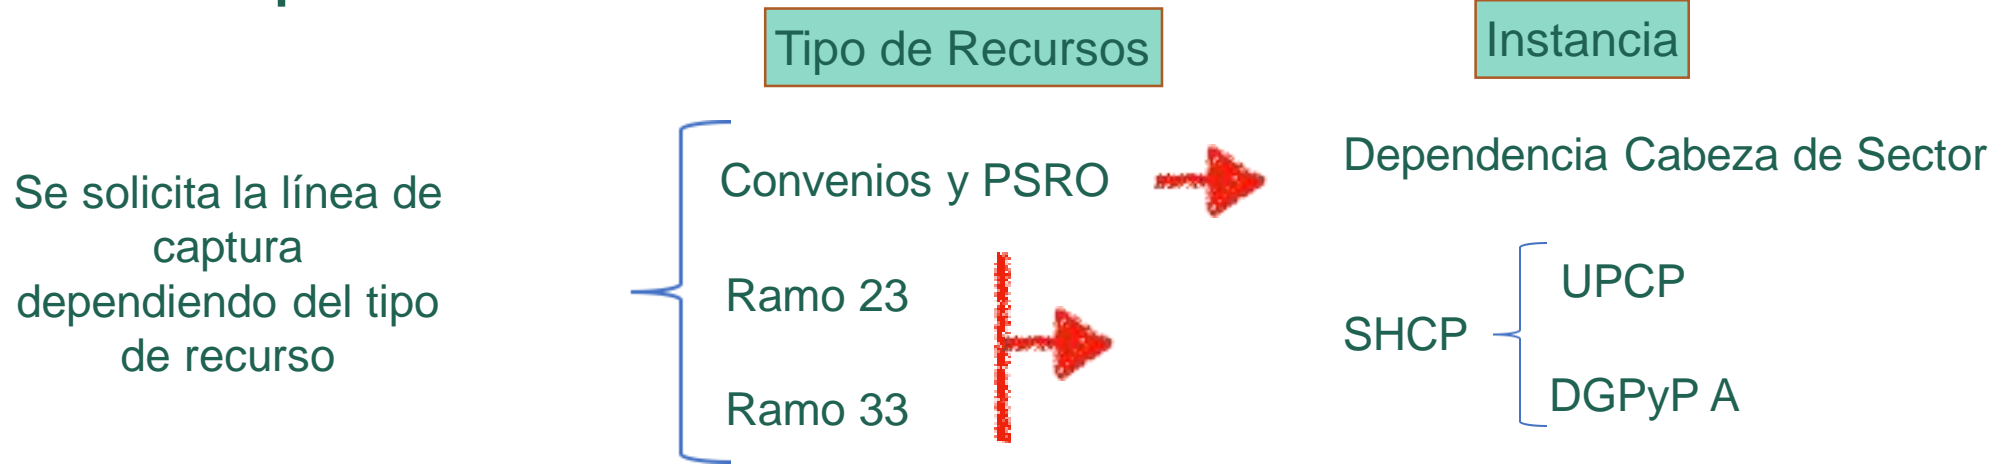 Tipo de Recursos
Instancia
Se solicita la línea de
captura
dependiendo del tipo
de recurso
Convenios y PSRO
Dependencia Cabeza de Sector
Ramo 23
Ramo 33
SHCP
UPCP
DGPyP A